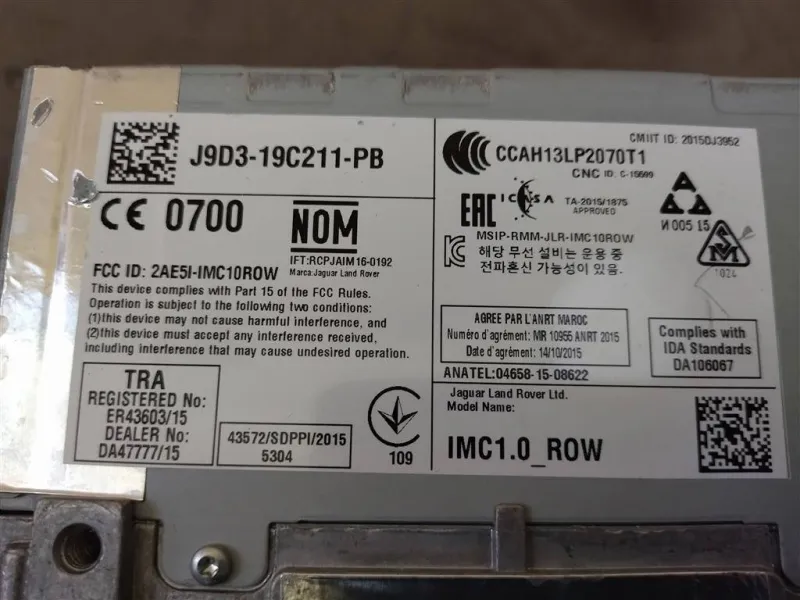 J9D3-19C211-PB
CE 0700
NOM
IFT:RCPJAIM16-0192
Marca:Jaguar Land Rover
FCC ID: 2AE5I-IMC10ROW
This device complies with Part 15 of the FCC Rules.
Operation is subject to the following two conditions:
(1)this device may not cause harmful interference, and
(2)this device must accept any interference received,
including interference that may cause undesired operation.
TRA
REGISTERED No:
ER43603/15
DEALER No:
DA47777/15
43572/SDPPI/2015
5304
109
CMIIT ID: 2015DJ3952
CCAH13LP2070T1
CNC ID: C-15599
EAC
ICASA
TA-2015/1875
APPROVED
И 005 15
MSIP-RMM-JLR-IMC10ROW
해당 무선 설비는 운용 중
전파혼신 가능성이 있음.
1024
AGREE PAR L'ANRT MAROC
Numéro d'agrément: MR 10956 ANRT 2015
Date d'agrément: 14/10/2015
Complies with
IDA Standards
DA106067
ANATEL:04658-15-08622
Jaguar Land Rover Ltd.
Model Name:
IMC1.0_ROW